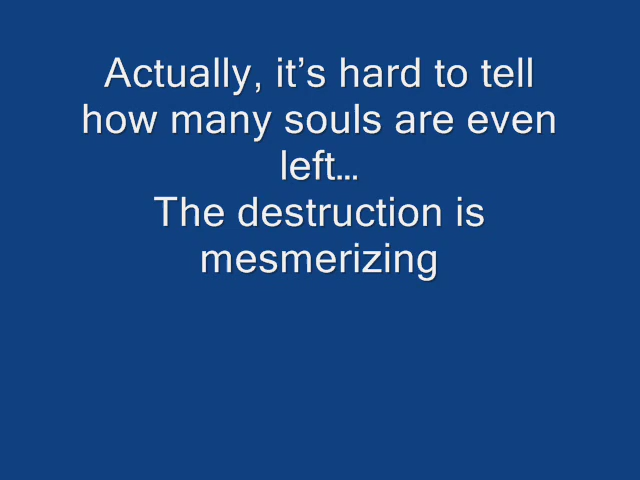 Actually, it’s hard to tell
how many souls are even
left…
The destruction is
mesmerizing